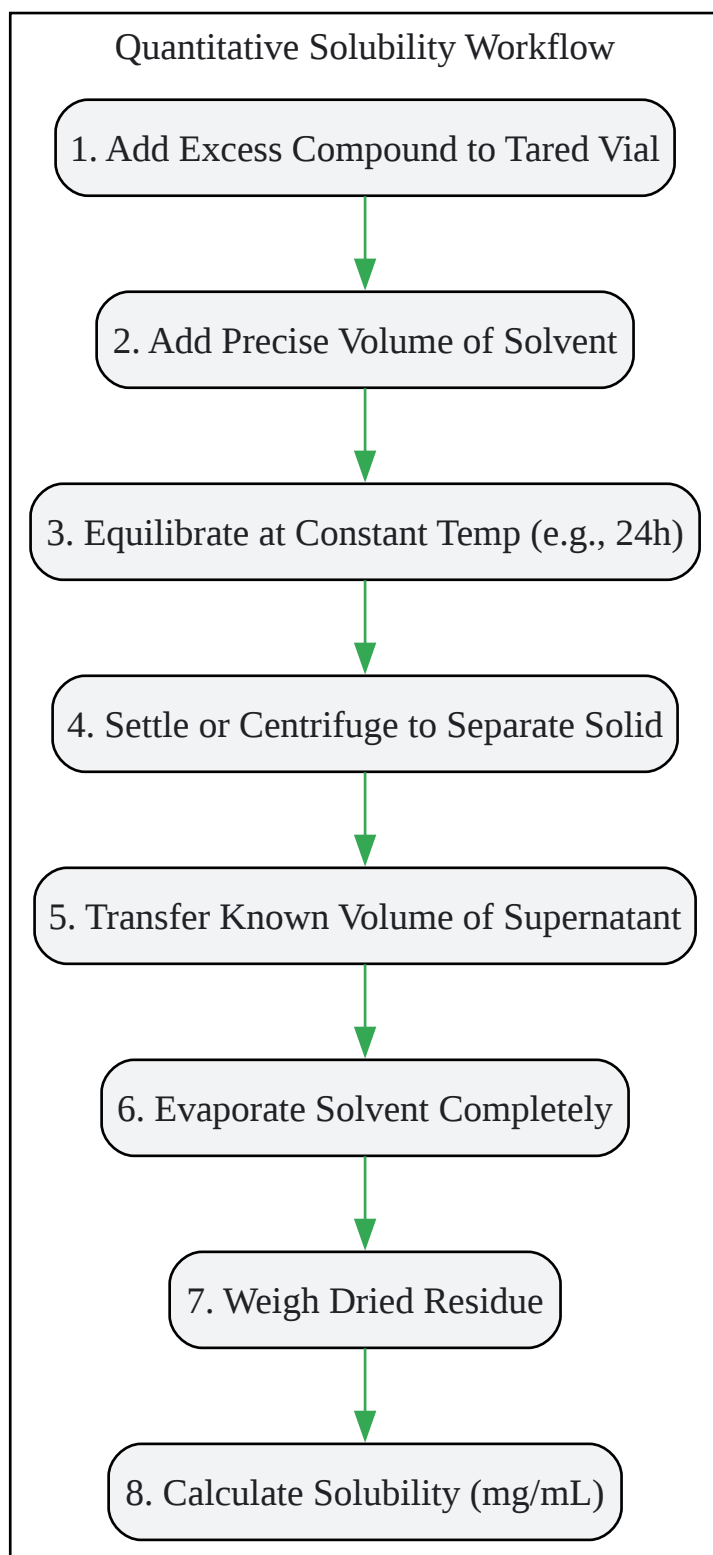 Quantitative Solubility Workflow
1. Add Excess Compound to Tared Vial
2. Add Precise Volume of Solvent
3. Equilibrate at Constant Temp (e.g., 24h)
4. Settle or Centrifuge to Separate Solid
5. Transfer Known Volume of Supernatant
6. Evaporate Solvent Completely
7. Weigh Dried Residue
8. Calculate Solubility (mg/mL)